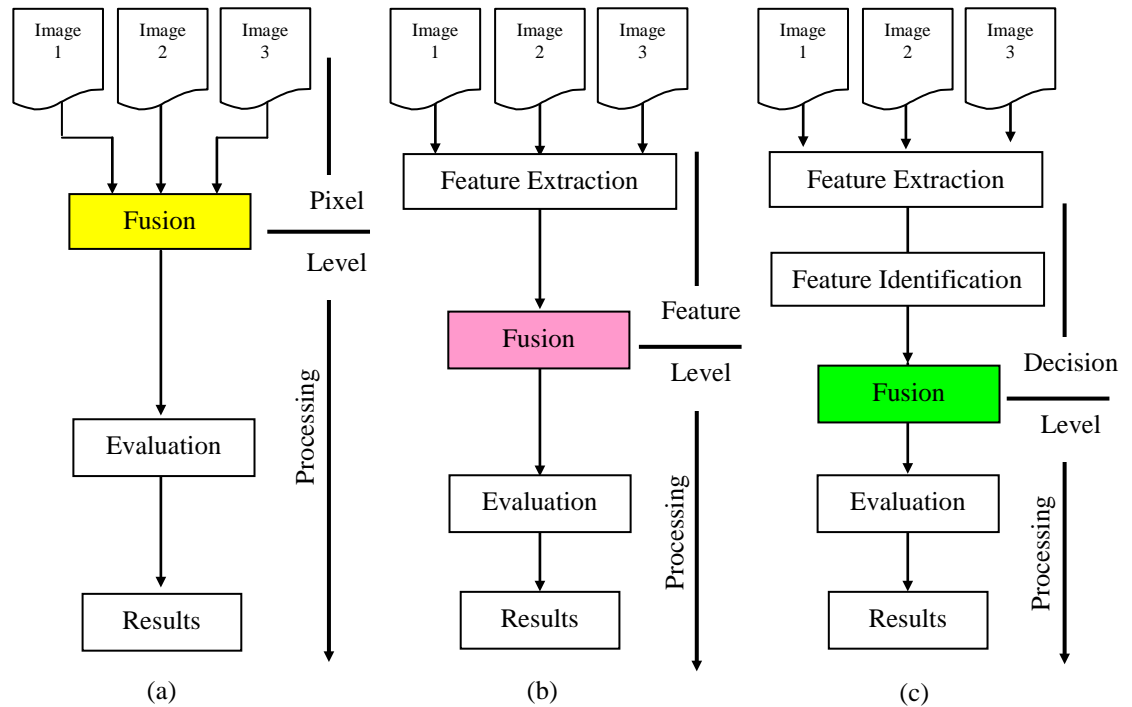 Image
1
Image
2
Image
3
Fusion
Pixel
Level
Processing
Evaluation
Results
(a)
Image
1
Image
2
Image
3
Feature Extraction
Fusion
Feature
Level
Processing
Evaluation
Results
(b)
Image
1
Image
2
Image
3
Feature Extraction
Feature Identification
Fusion
Decision
Level
Processing
Evaluation
Results
(c)